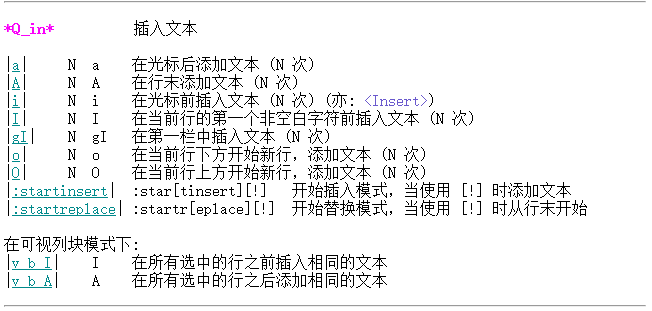 *Q_in* 插入文本
|a| N a 在光标后添加文本 (N 次)
|A| N A 在行末添加文本 (N 次)
|i| N i 在光标前插入文本 (N 次) (亦: <Insert>)
|I| N I 在当前行的第一个非空白字符前插入文本 (N 次)
|gI| N gI 在第一栏中插入文本 (N 次)
|o| N o 在当前行下方开始新行，添加文本 (N 次)
|O| N O 在当前行上方开始新行，添加文本 (N 次)
|:startinsert| :star[tinsert][!] 开始插入模式，当使用 [!] 时添加文本
|:startreplace| :startr[eplace][!] 开始替换模式，当使用 [!] 时从行末开始
在可视列块模式下:
|v_b_I| I 在所有选中的行之前插入相同的文本
|v_b_A| A 在所有选中的行之后添加相同的文本